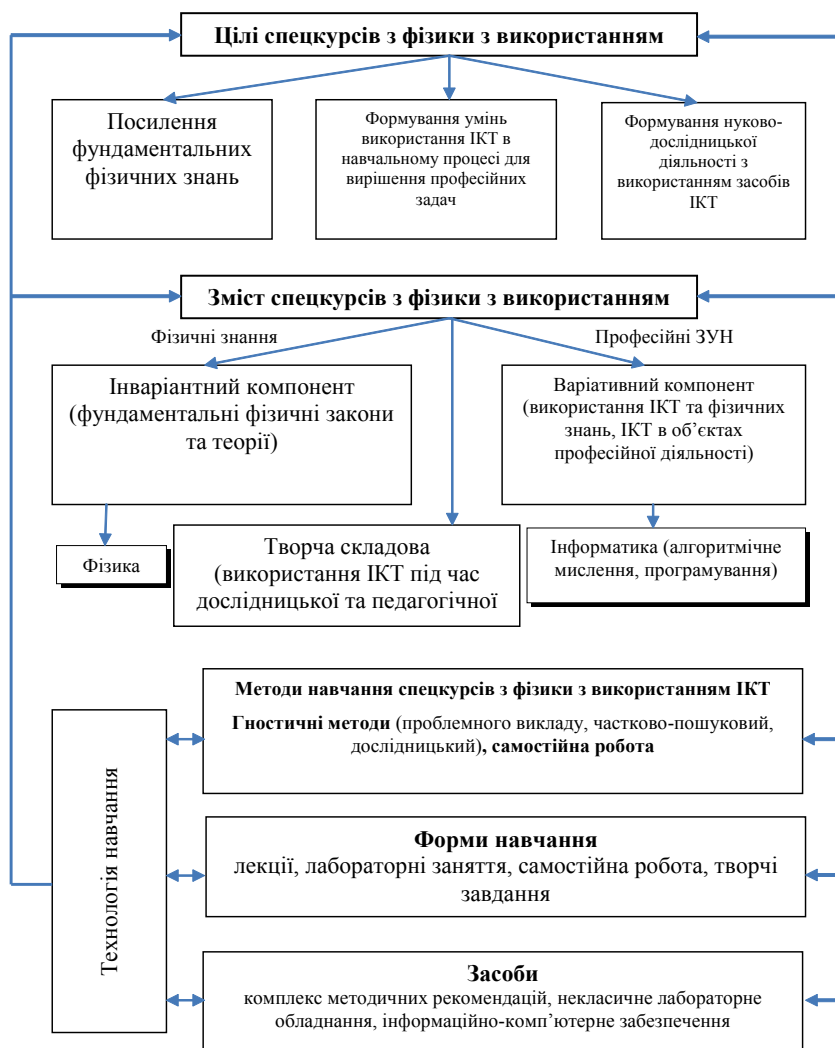 Цілі спецкурсів з фізики з використанням
Посилення
фундаментальних
фізичних знань
Формування умінь
використання ІКТ в
навчальному процесі для
вирішення професійних
задач
Формування нуково-
дослідницької
діяльності з
використанням засобів
ІКТ
Зміст спецкурсів з фізики з використанням
Фізичні знання
Професійні ЗУН
Інваріантний компонент
(фундаментальні фізичні закони
та теорії)
Варіативний компонент
(використання ІКТ та фізичних
знань, ІКТ в об’єктах
професійної діяльності)
Фізика
Творча складова
(використання ІКТ під час
дослідницької та педагогічної
Інформатика (алгоритмічне
мислення, програмування)
Технологія навчання
Методи навчання спецкурсів з фізики з використанням ІКТ
Гностичні методи (проблемного викладу, частково-пошуковий,
дослідницький), самостійна робота
Форми навчання
лекції, лабораторні заняття, самостійна робота, творчі
завдання
Засоби
комплекс методичних рекомендацій, некласичне лабораторне
обладнання, інформаційно-комп’ютерне забезпечення